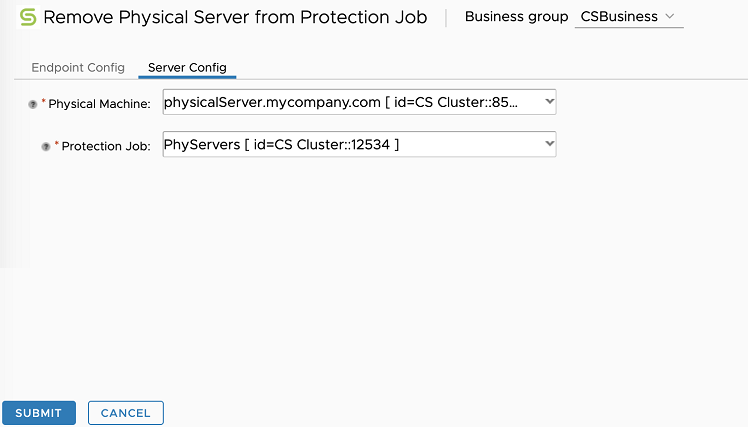 Remove Physical Server from Protection Job Business group CSBusiness
Endpoint Config Server Config
? * Physical Machine: physicalServer.mycompany.com [ id=CS Cluster::85...
? * Protection Job: PhyServers [ id=CS Cluster::12534 ]
SUBMIT CANCEL